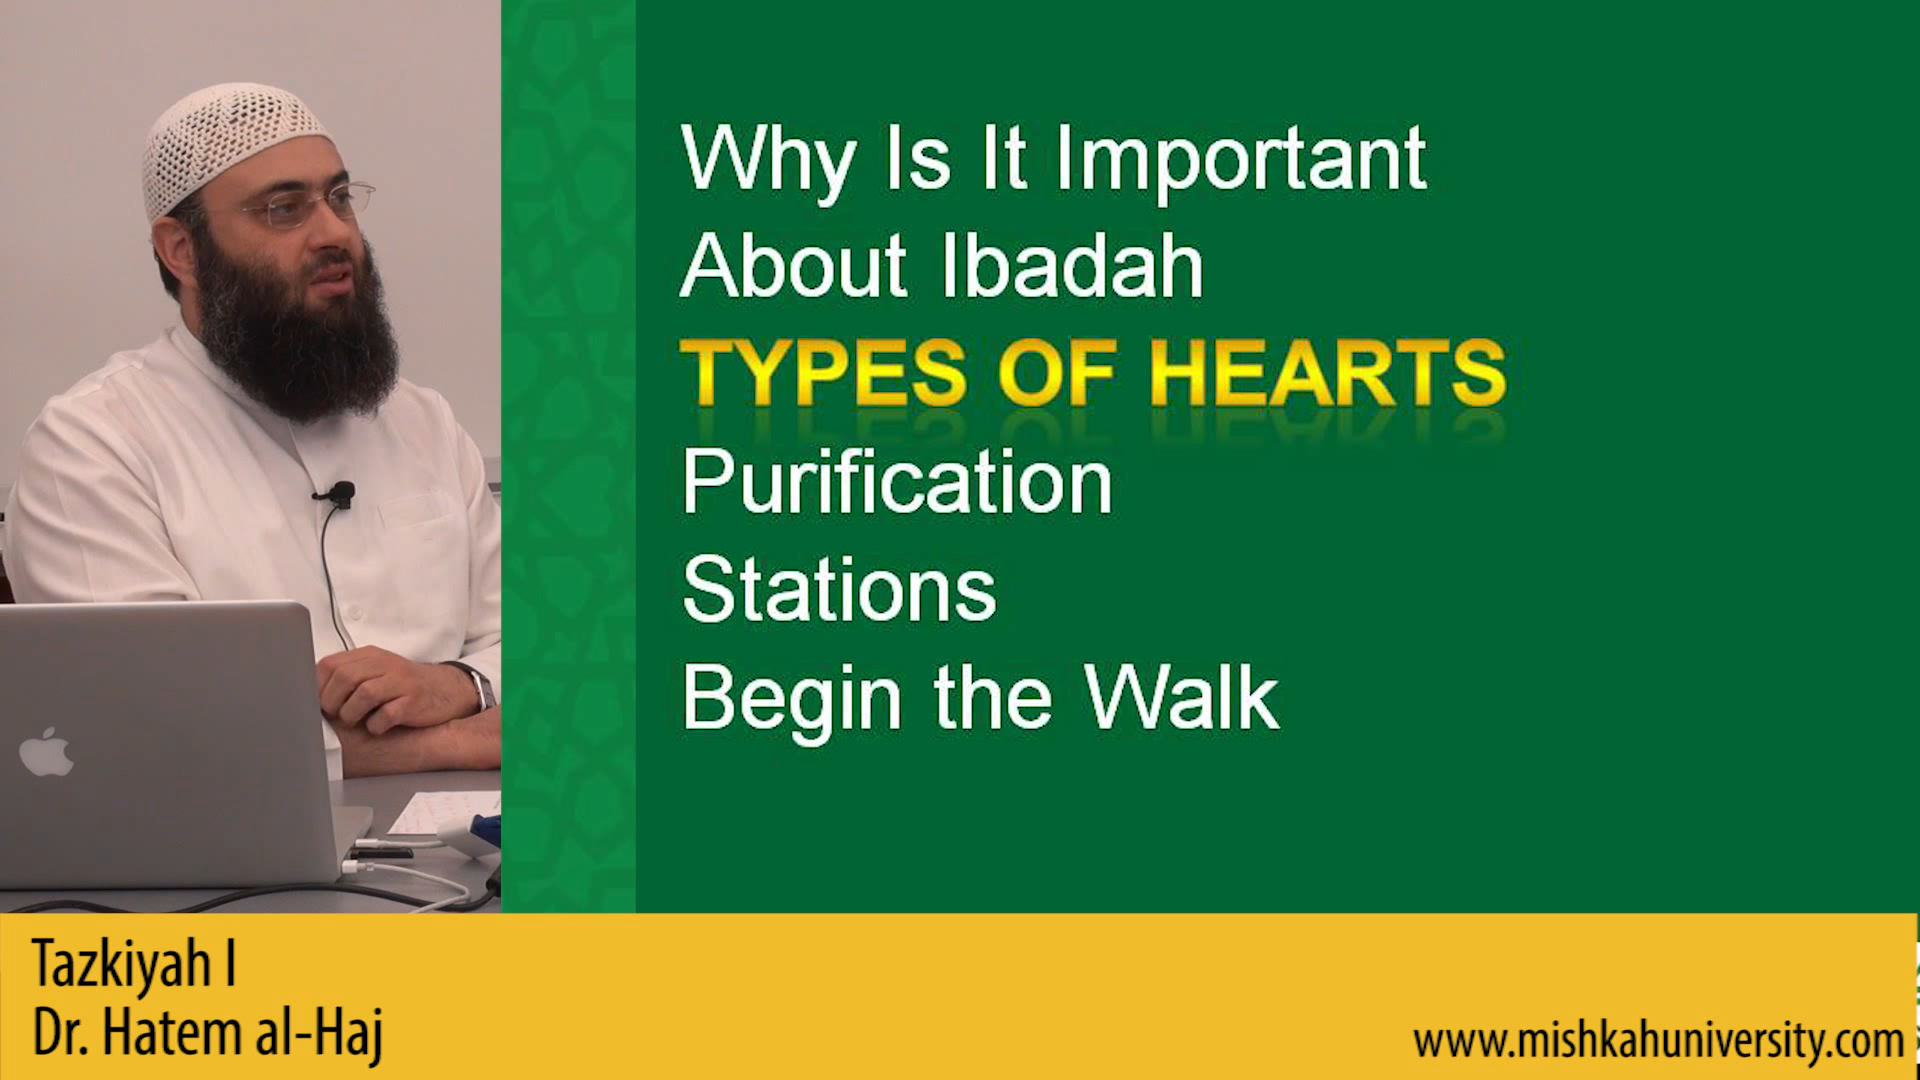 Why Is It Important
About Ibadah
TYPES OF HEARTS
Purification
Stations
Begin the Walk
Tazkiyah I
Dr. Hatem al-Haj
www.mishkahuniversity.com